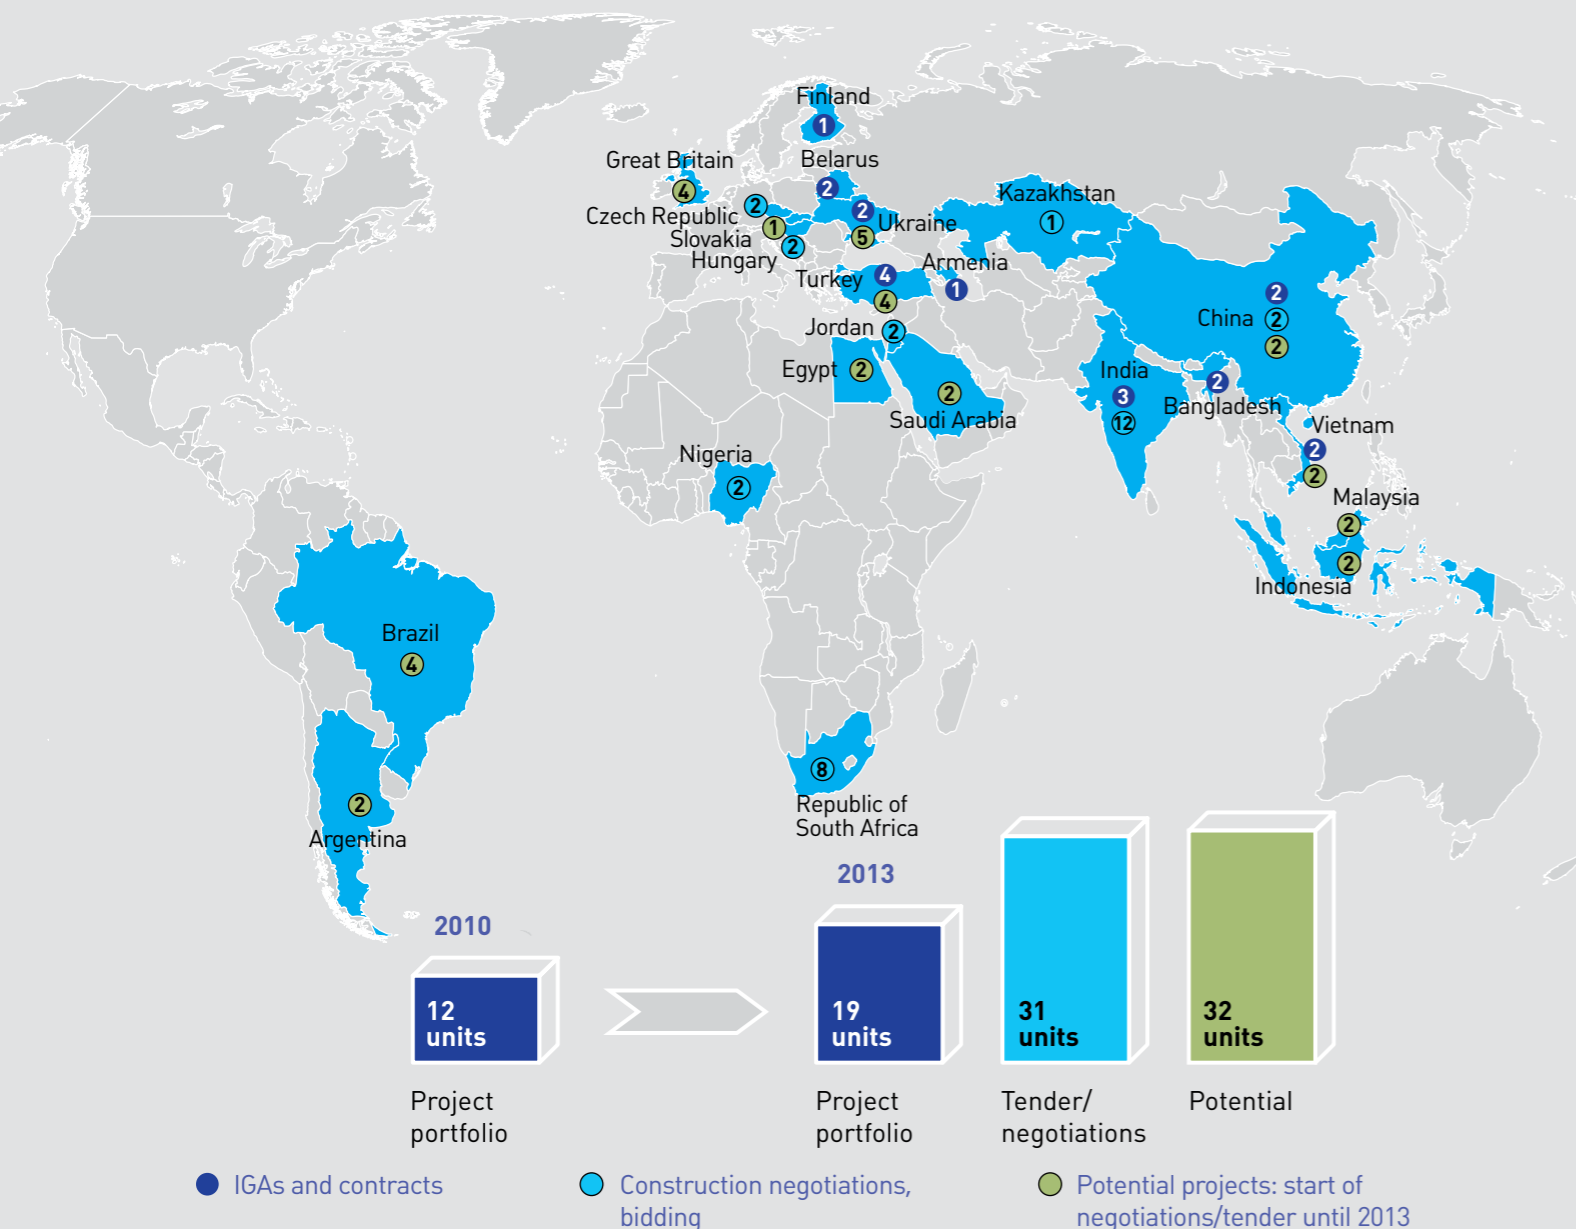 Finland
1
Great Britain
4
Belarus
2
Czech Republic
2
Slovakia
1
Hungary
2
2
Ukraine
5
Kazakhstan
1
Turkey
4
4
Armenia
1
Jordan
2
Egypt
2
Saudi Arabia
2
China
2
2
2
India
3
12
Bangladesh
2
Vietnam
2
2
Malaysia
2
2
Indonesia
Nigeria
2
Brazil
4
2
Argentina
8
Republic of
South Africa
2010
12
units
Project
portfolio
2013
19
units
Project
portfolio
31
units
Tender/
negotiations
32
units
Potential
IGAs and contracts
Construction negotiations,
bidding
Potential projects: start of
negotiations/tender until 2013